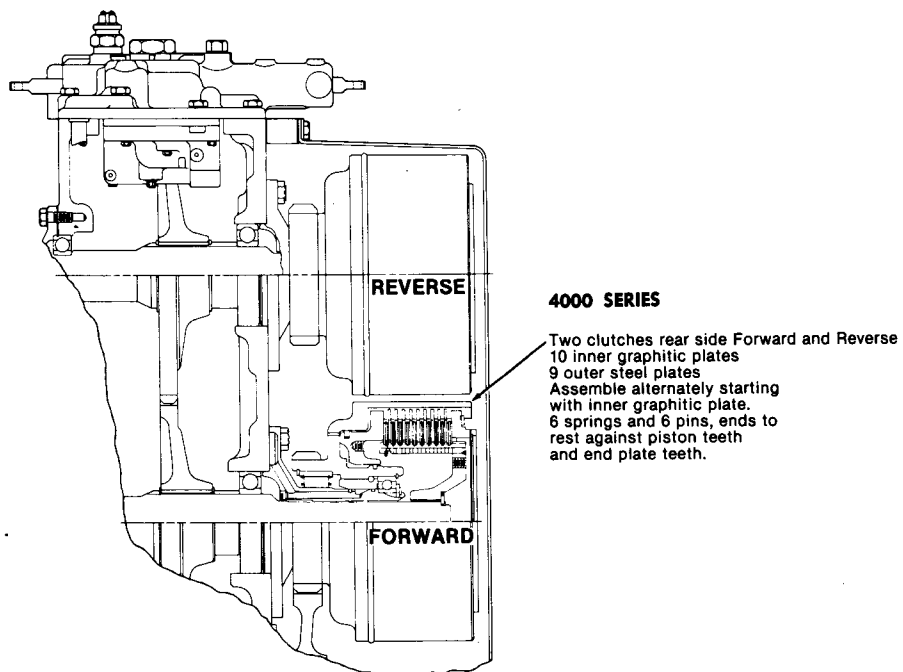 REVERSE
4000 SERIES
Two clutches rear side Forward and Reverse
10 inner graphitic plates
9 outer steel plates
Assemble alternately starting
with inner graphitic plate.
6 springs and 6 pins, ends to
rest against piston teeth
and end plate teeth.
FORWARD